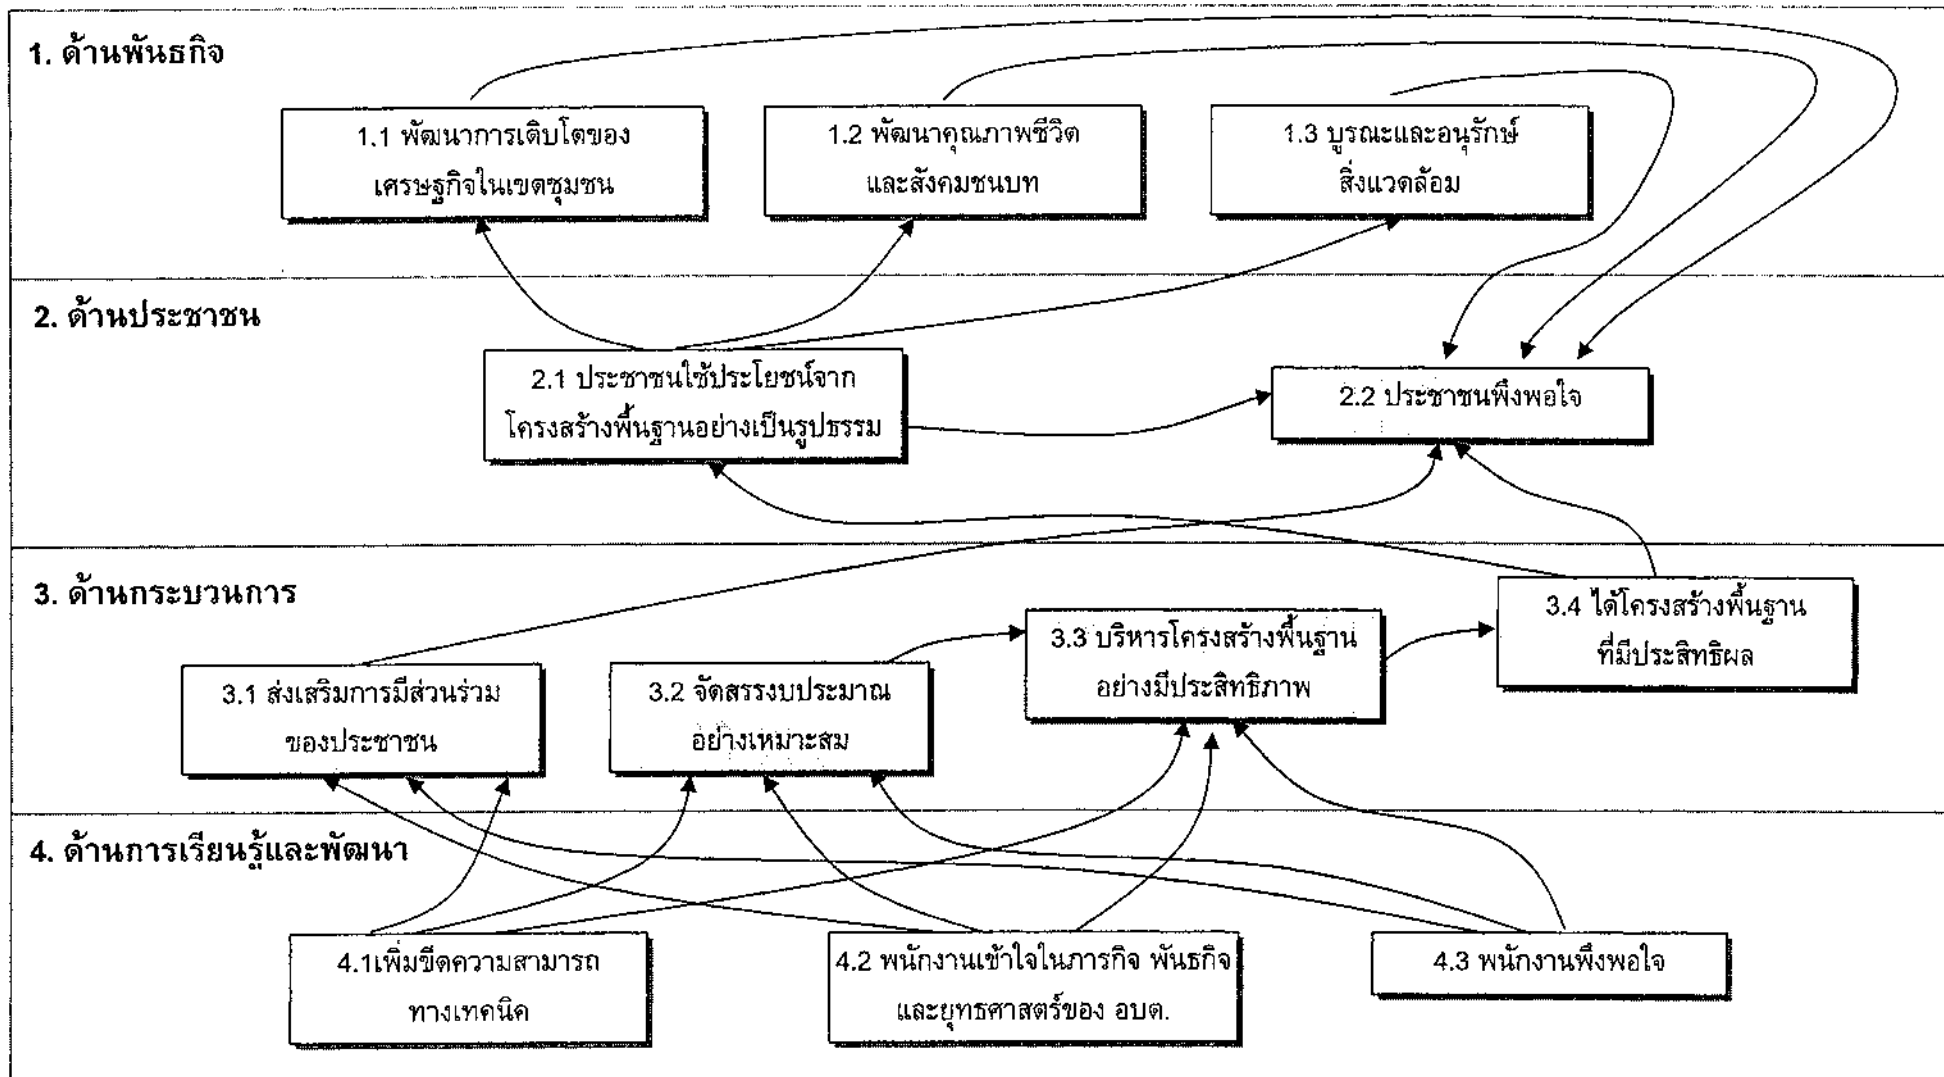 1. ด้านพันธกิจ
1.1 พัฒนาการเติบโตของ
เศรษฐกิจในเขตชุมชน
1.2 พัฒนาคุณภาพชีวิต
และสังคมชนบท
1.3 บูรณะและอนุรักษ์
สิ่งแวดล้อม
2. ด้านประชาชน
2.1 ประชาชนใช้ประโยชน์จาก
โครงสร้างพื้นฐานอย่างเป็นรูปธรรม
2.2 ประชาชนพึงพอใจ
3. ด้านกระบวนการ
3.1 ส่งเสริมการมีส่วนร่วม
ของประชาชน
3.2 จัดสรรงบประมาณ
อย่างเหมาะสม
3.3 บริหารโครงสร้างพื้นฐาน
อย่างมีประสิทธิภาพ
3.4 ได้โครงสร้างพื้นฐาน
ที่มีประสิทธิผล
4. ด้านการเรียนรู้และพัฒนา
4.1เพิ่มขีดความสามารถ
ทางเทคนิค
4.2 พนักงานเข้าใจในภารกิจ พันธกิจ
และยุทธศาสตร์ของ อบต.
4.3 พนักงานพึงพอใจ